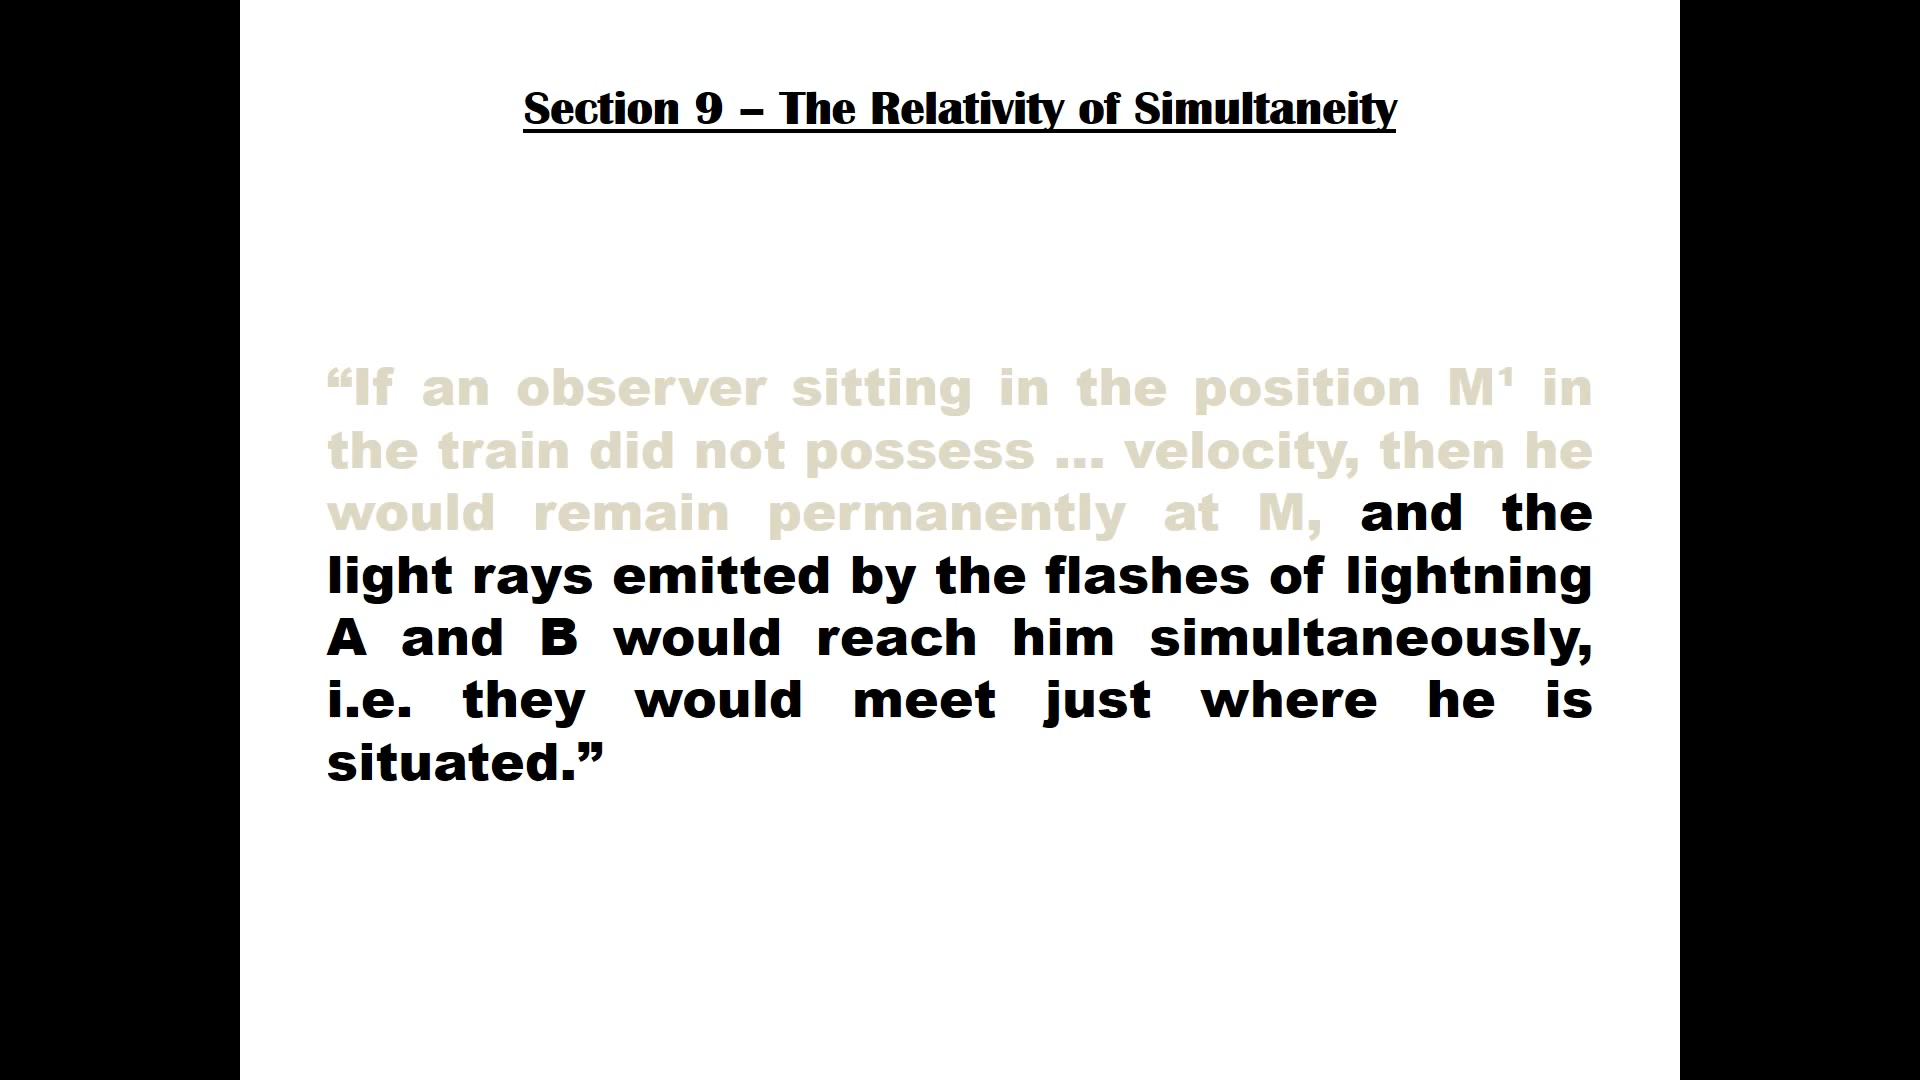 Section 9 – The Relativity of Simultaneity
“If an observer sitting in the position M¹ in
the train did not possess ... velocity, then he
would remain permanently at M, and the
light rays emitted by the flashes of lightning
A and B would reach him simultaneously,
i.e. they would meet just where he is
situated.”